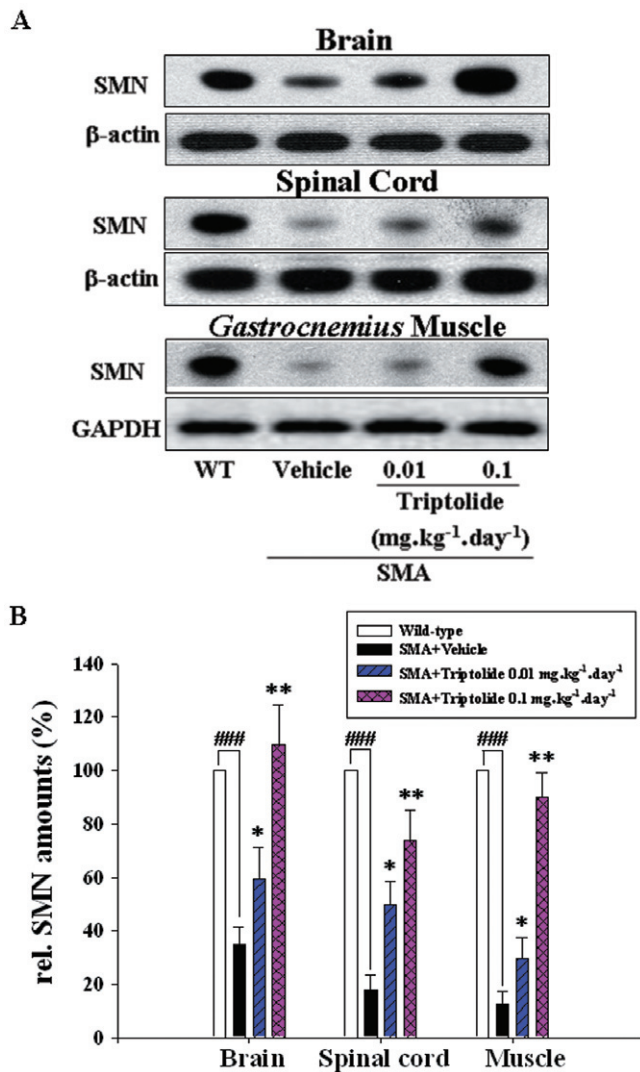 A
Brain
SMN
β-actin
Spinal Cord
SMN
β-actin
Gastrocnemius Muscle
SMN
GAPDH
WT Vehicle 0.01 0.1
Triptolide
(mg.kg⁻¹.day⁻¹)
SMA
B
Wild-type
SMA+Vehicle
SMA+Triptolide 0.01 mg.kg⁻¹.day⁻¹
SMA+Triptolide 0.1 mg.kg⁻¹.day⁻¹
rel. SMN amounts (%)
140
120
100
80
60
40
20
0
### * **
### * **
### * **
Brain Spinal cord Muscle